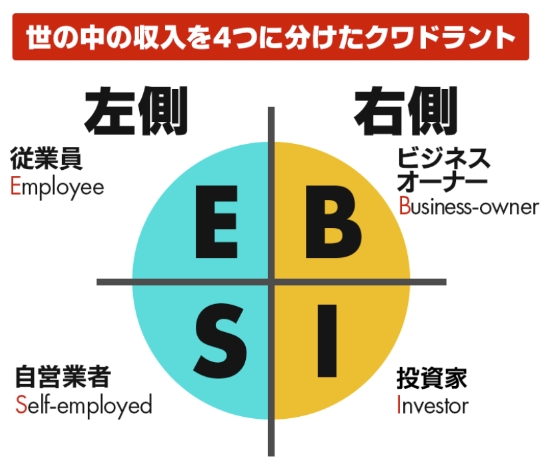 世の中の収入を4つに分けたクワドラント
左側
右側
従業員
Employee
ビジネス
オーナー
Business-owner
E
B
S
I
自営業者
Self-employed
投資家
Investor